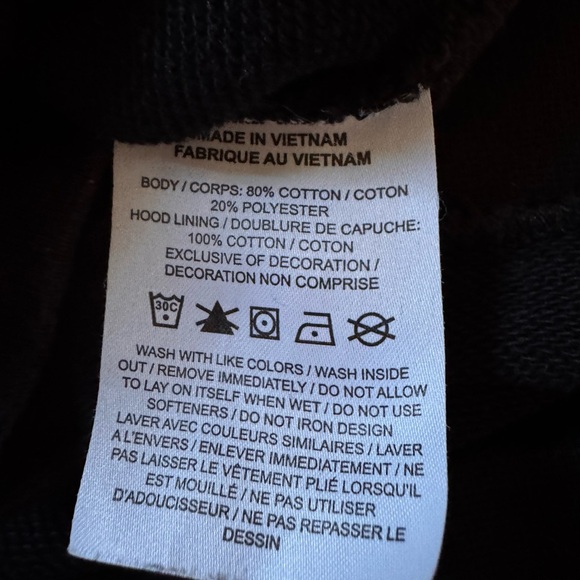 MADE IN VIETNAM
FABRIQUE AU VIETNAM
BODY / CORPS: 80% COTTON / COTON
20% POLYESTER
HOOD LINING / DOUBLURE DE CAPUCHE:
100% COTTON / COTON
EXCLUSIVE OF DECORATION /
DECORATION NON COMPRISE
30C
WASH WITH LIKE COLORS / WASH INSIDE
OUT / REMOVE IMMEDIATELY / DO NOT ALLOW
TO LAY ON ITSELF WHEN WET / DO NOT USE
SOFTENERS / DO NOT IRON DESIGN
LAVER AVEC COULEURS SIMILAIRES / LAVER
A L'ENVERS / ENLEVER IMMEDIATEMENT / NE
PAS LAISSER LE VÊTEMENT PLIÉ LORSQU'IL
EST MOUILLÉ / NE PAS UTILISER
D'ADOUCISSEUR / NE PAS REPASSER LE
DESSIN